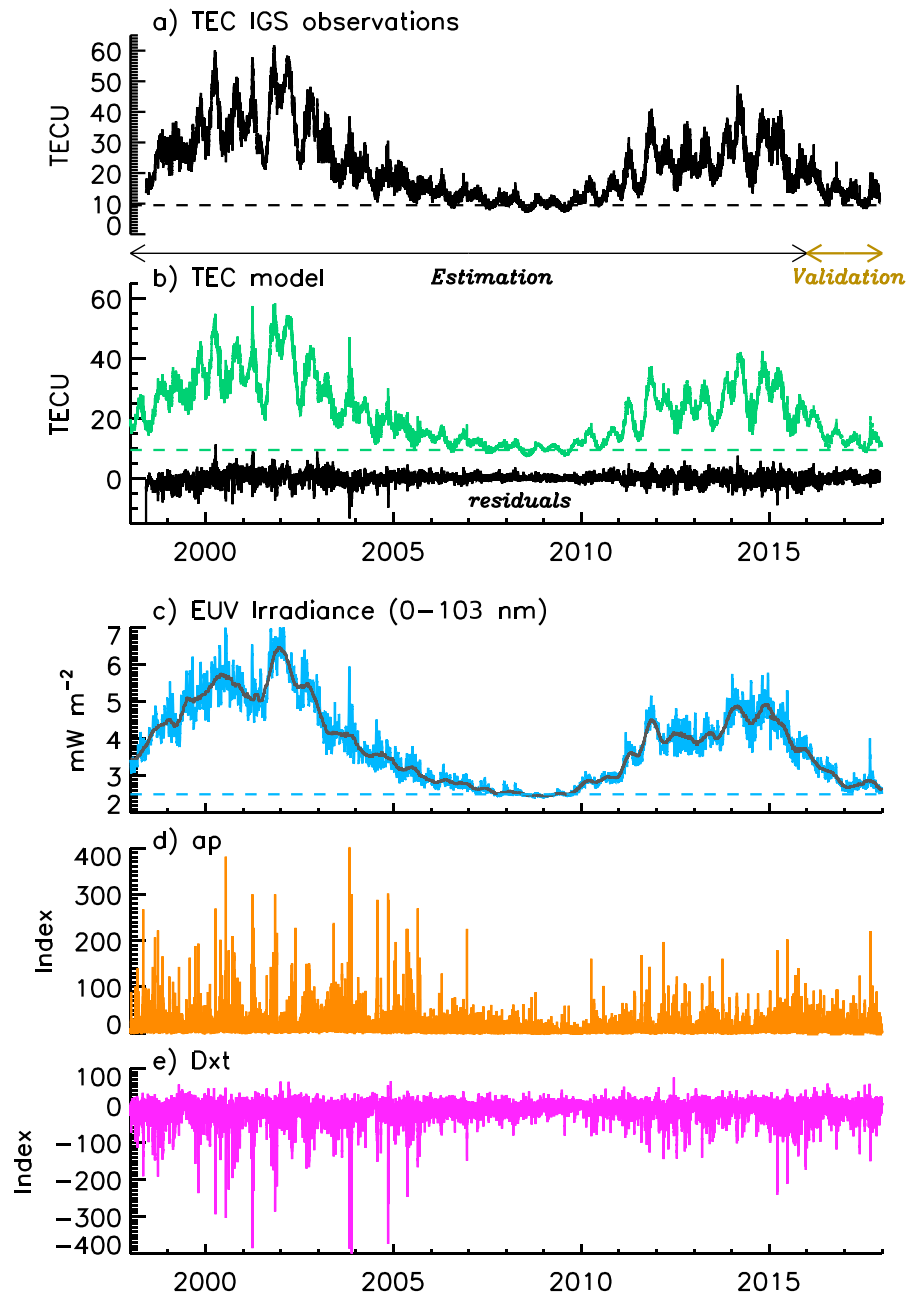 a) TEC IGS observations
60
50
40
30
20
10
0
TECU
Estimation
Validation
b) TEC model
60
40
20
0
TECU
residuals
2000 2005 2010 2015
c) EUV Irradiance (0−103 nm)
7
6
5
4
3
2
mW m⁻²
d) ap
400
300
200
100
0
Index
e) Dxt
100
0
−100
−200
−300
−400
Index
2000 2005 2010 2015